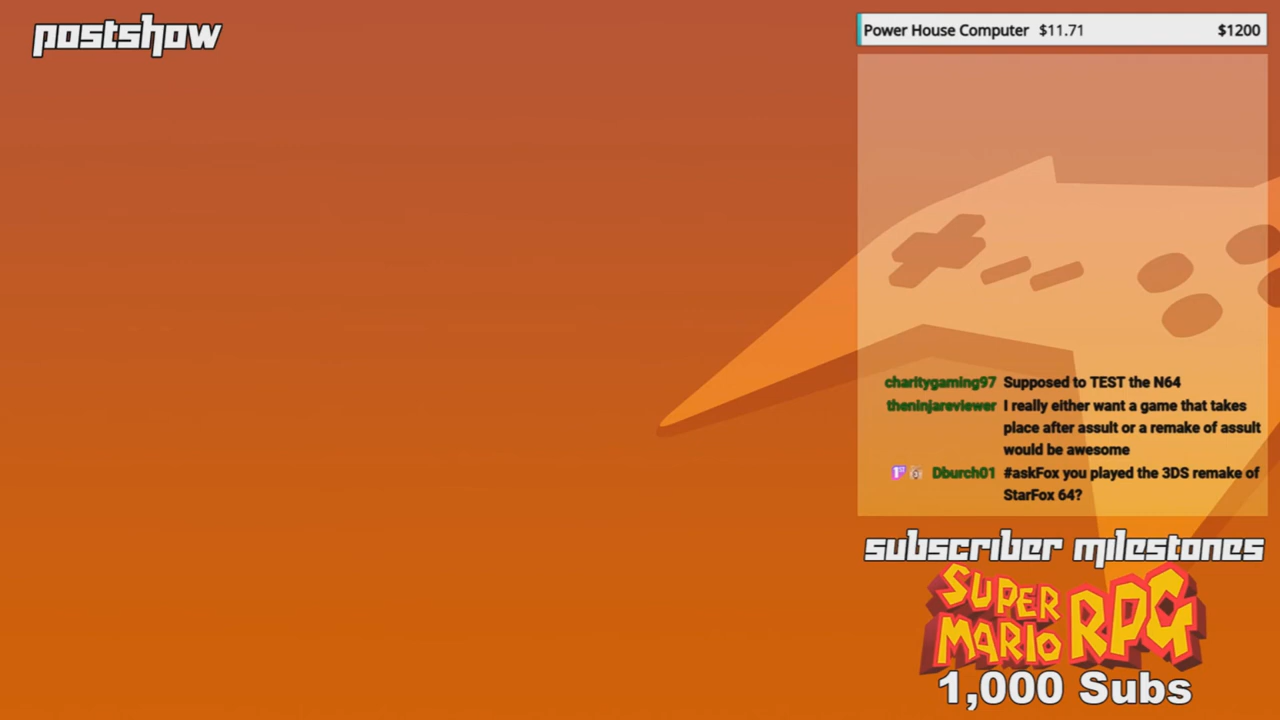 postshow
Power House Computer $11.71 $1200
charitygaming97 Supposed to TEST the N64
theninjareviewer I really either want a game that takes
place after assult or a remake of assult
would be awesome
Dburch01 #askFox you played the 3DS remake of
StarFox 64?
subscriber milestones
SUPER
MARIO RPG
1,000 Subs